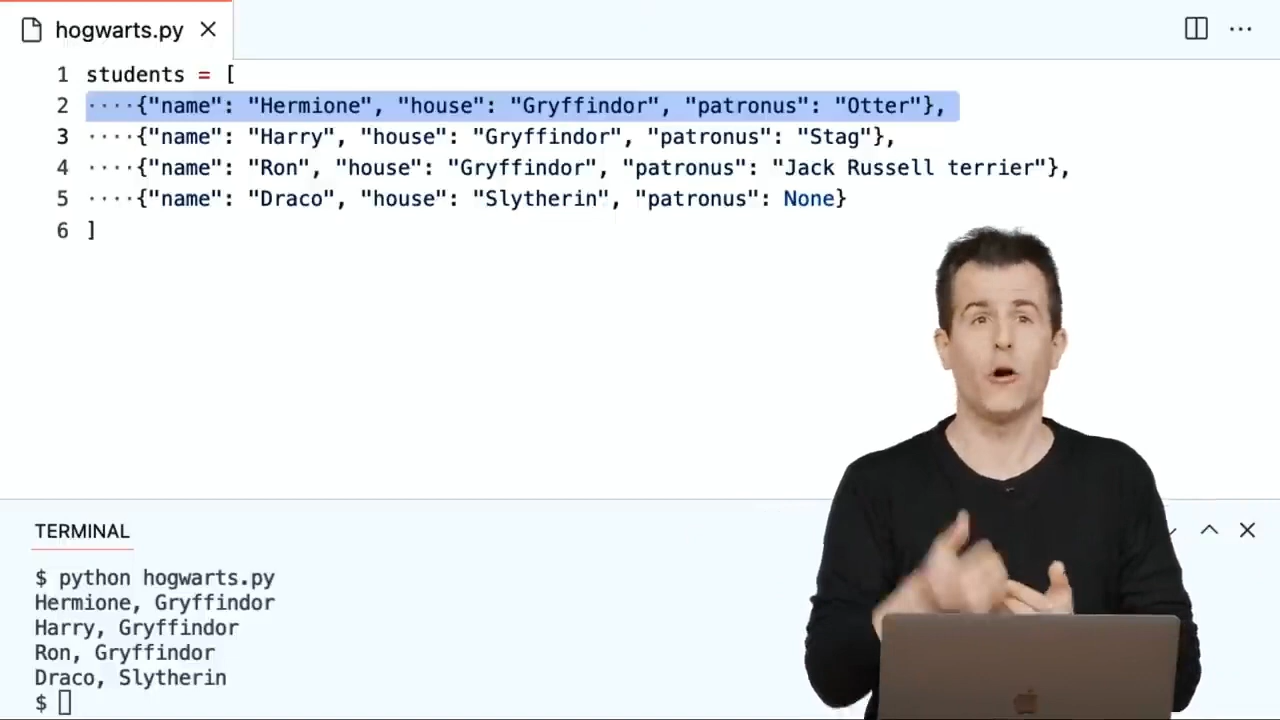 hogwarts.py
1 students = [
2 ····{"name": "Hermione", "house": "Gryffindor", "patronus": "Otter"},
3 ····{"name": "Harry", "house": "Gryffindor", "patronus": "Stag"},
4 ····{"name": "Ron", "house": "Gryffindor", "patronus": "Jack Russell terrier"},
5 ····{"name": "Draco", "house": "Slytherin", "patronus": None}
6 ]
TERMINAL
$ python hogwarts.py
Hermione, Gryffindor
Harry, Gryffindor
Ron, Gryffindor
Draco, Slytherin
$